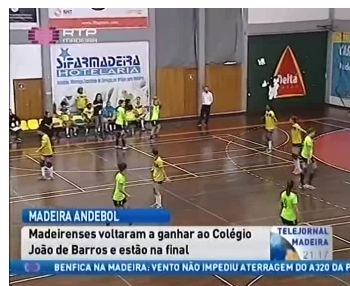 RTP
MADEIRA
SIFARMADEIRA
HOTELARIA
Delta
MADEIRA ANDEBOL
Madeirenses voltaram a ganhar ao Colégio
João de Barros e estão na final
TELEJORNAL
MADEIRA
21:17
BENFICA NA MADEIRA: VENTO NÃO IMPEDIU ATERRAGEM DO A320 DA P